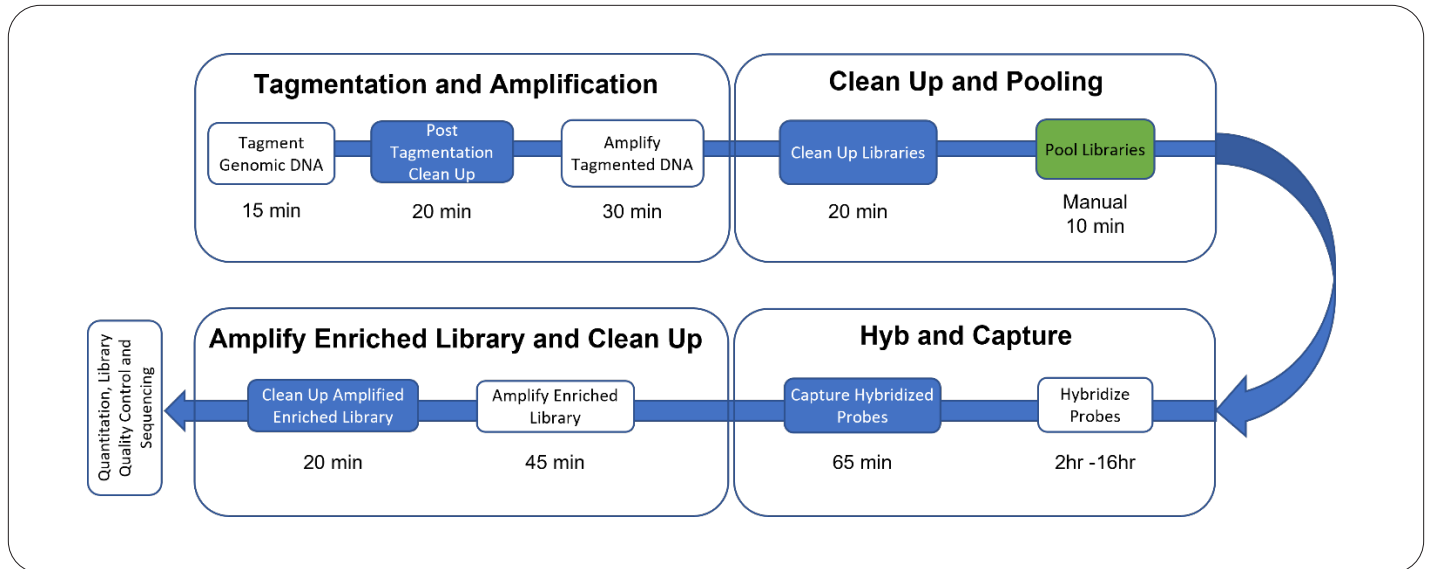 Tagmentation and Amplification
Tagment
Genomic DNA
15 min
Post
Tagmentation
Clean Up
20 min
Amplify
Tagmented DNA
30 min
Clean Up and Pooling
Clean Up Libraries
20 min
Pool Libraries
Manual
10 min
Hyb and Capture
Hybridize
Probes
2hr -16hr
Capture Hybridized
Probes
65 min
Amplify Enriched Library and Clean Up
Amplify Enriched
Library
45 min
Clean Up Amplified
Enriched Library
20 min
Quantitation, Library
Quality Control and
Sequencing